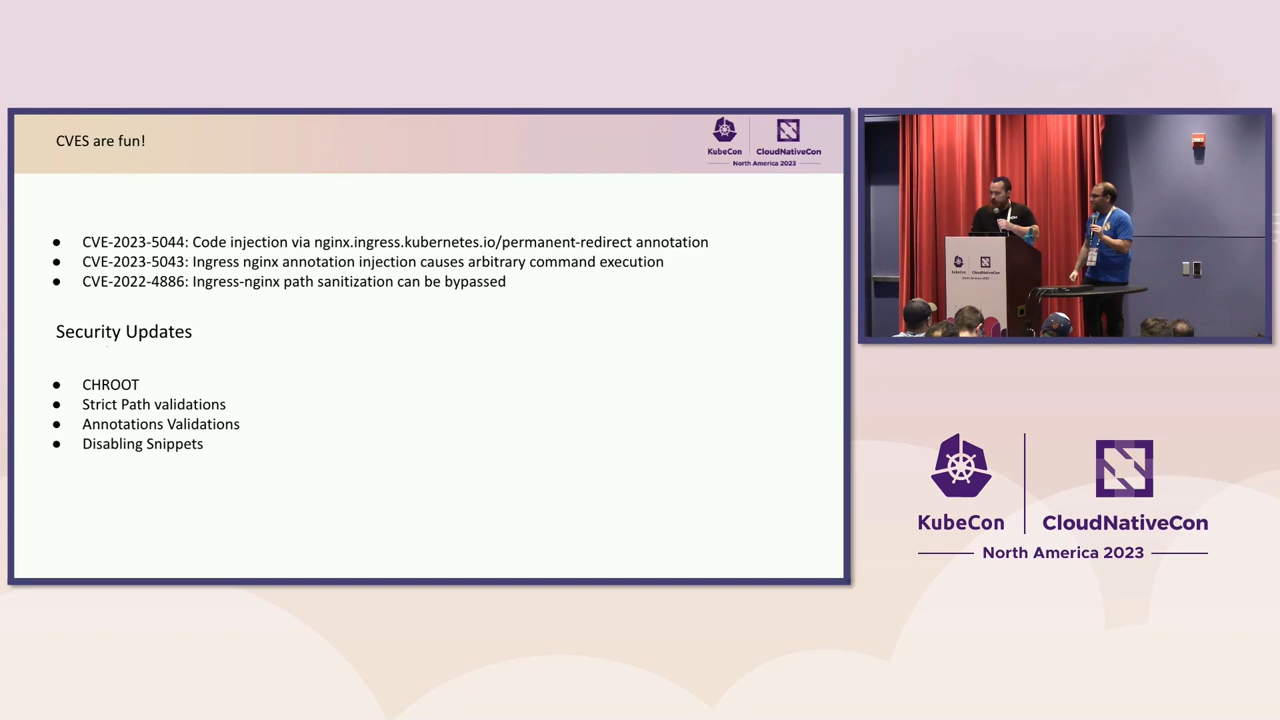 CVES are fun!
KubeCon
CloudNativeCon
North America 2023
● CVE-2023-5044: Code injection via nginx.ingress.kubernetes.io/permanent-redirect annotation
● CVE-2023-5043: Ingress nginx annotation injection causes arbitrary command execution
● CVE-2022-4886: Ingress-nginx path sanitization can be bypassed
Security Updates
● CHROOT
● Strict Path validations
● Annotations Validations
● Disabling Snippets
KubeCon
CloudNativeCon
KubeCon
CloudNativeCon
North America 2023